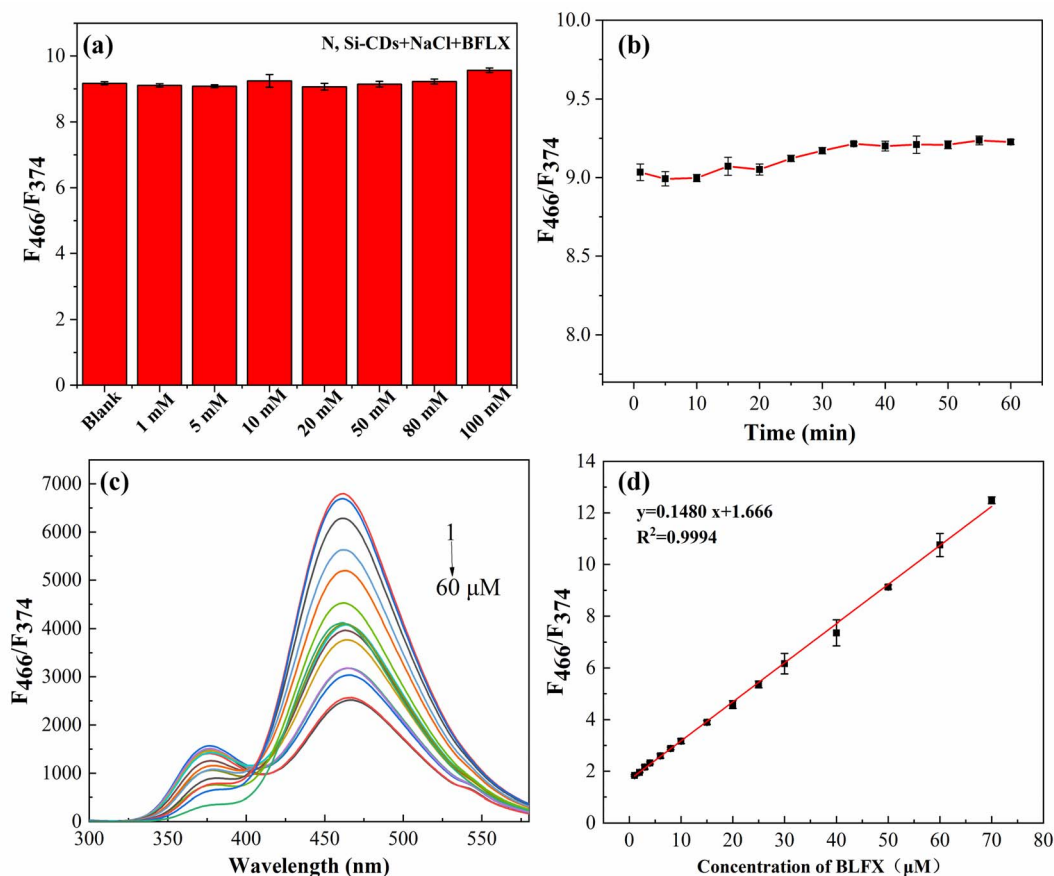 (a)
N, Si-CDs+NaCl+BFLX
F466/F374
12
10
8
6
4
2
0
Blank
1 mM
5 mM
10 mM
20 mM
50 mM
80 mM
100 mM
(b)
F466/F374
10.0
9.5
9.0
8.5
8.0
0 10 20 30 40 50 60
Time (min)
(c)
F466/F374
7000
6000
5000
4000
3000
2000
1000
0
1
60 μM
300 350 400 450 500 550
Wavelength (nm)
(d)
y=0.1480 x+1.666
R²=0.9994
F466/F374
14
12
10
8
6
4
2
0
0 10 20 30 40 50 60 70 80
Concentration of BLFX（μM）